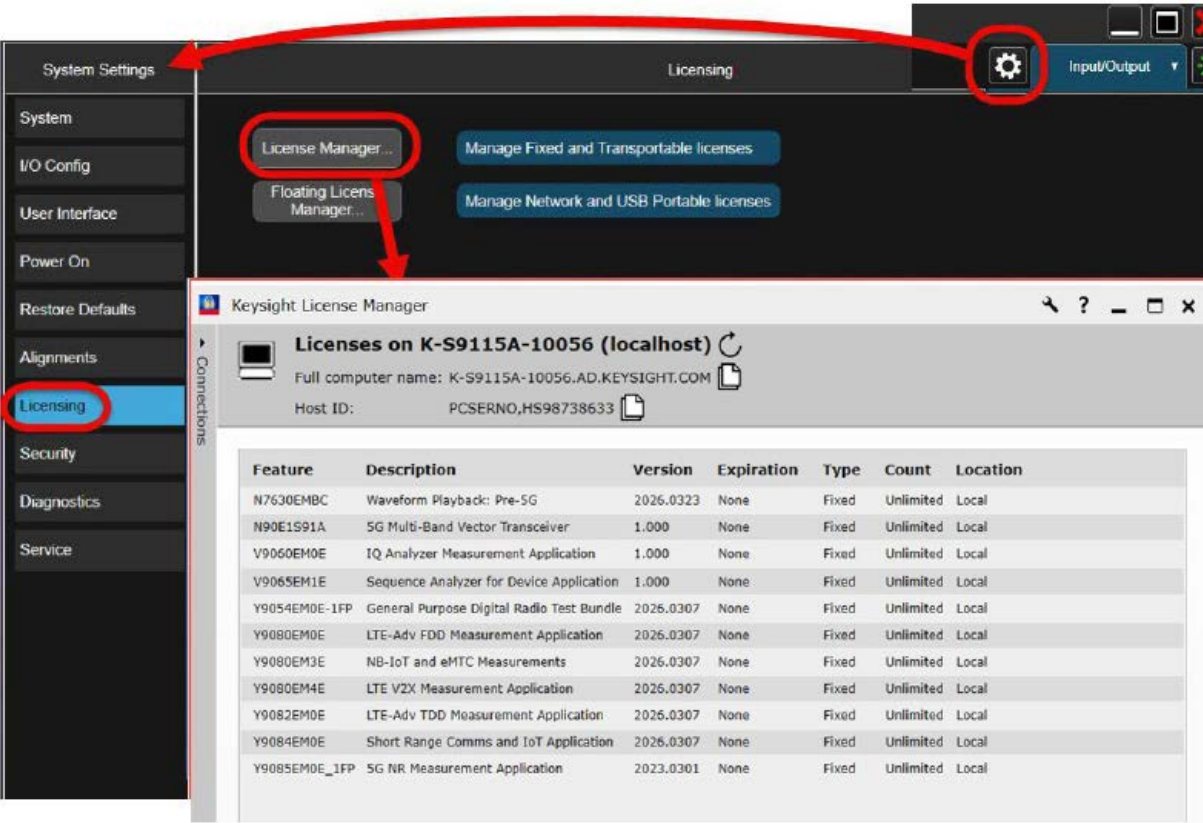 System Settings
Licensing
Input/Output
System
I/O Config
User Interface
Power On
Restore Defaults
Alignments
Licensing
Security
Diagnostics
Service
License Manager...
Manage Fixed and Transportable licenses
Floating Licens
Manager...
Manage Network and USB Portable licenses
Keysight License Manager
?
Connections
Licenses on K-S9115A-10056 (localhost)
Full computer name: K-S9115A-10056.AD.KEYSIGHT.COM
Host ID: PCSERNO,HS98738633
Feature Description Version Expiration Type Count Location
N7630EMBC Waveform Playback: Pre-5G 2026.0323 None Fixed Unlimited Local
N90E1S91A 5G Multi-Band Vector Transceiver 1.000 None Fixed Unlimited Local
V9060EM0E IQ Analyzer Measurement Application 1.000 None Fixed Unlimited Local
V9065EM1E Sequence Analyzer for Device Application 1.000 None Fixed Unlimited Local
Y9054EM0E-1FP General Purpose Digital Radio Test Bundle 2026.0307 None Fixed Unlimited Local
Y9080EM0E LTE-Adv FDD Measurement Application 2026.0307 None Fixed Unlimited Local
Y9080EM3E NB-IoT and eMTC Measurements 2026.0307 None Fixed Unlimited Local
Y9080EM4E LTE V2X Measurement Application 2026.0307 None Fixed Unlimited Local
Y9082EM0E LTE-Adv TDD Measurement Application 2026.0307 None Fixed Unlimited Local
Y9084EM0E Short Range Comms and IoT Application 2026.0307 None Fixed Unlimited Local
Y9085EM0E_1FP 5G NR Measurement Application 2023.0301 None Fixed Unlimited Local